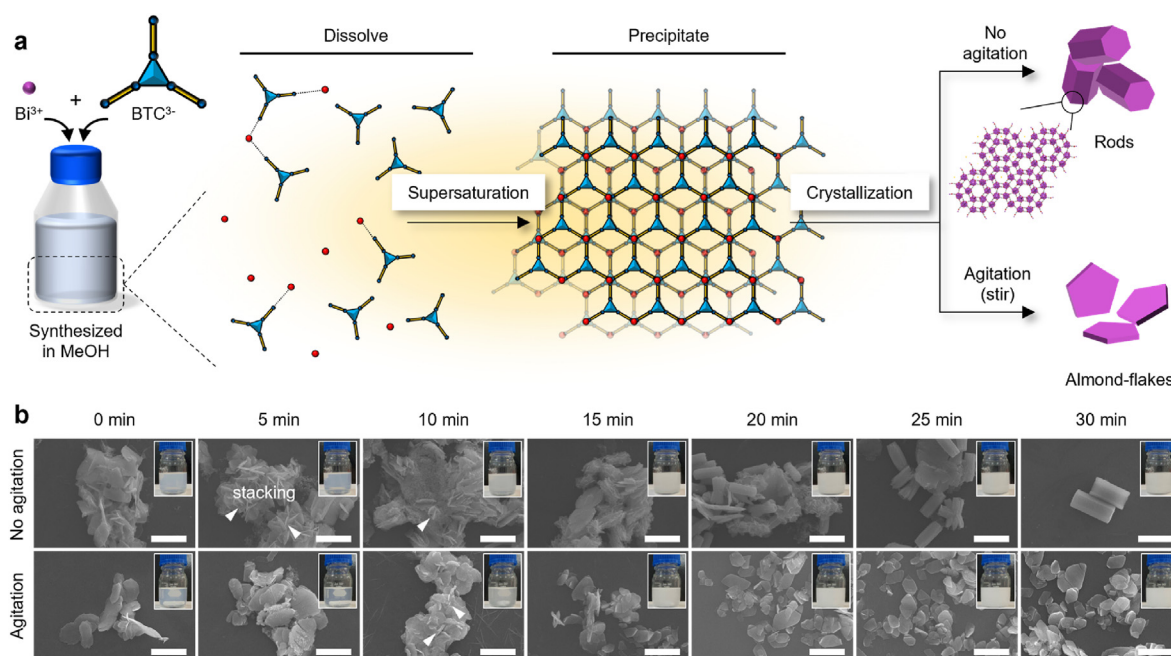 a
Dissolve
Precipitate
No
agitation
Bi³⁺
+
BTC³⁻
Rods
Supersaturation
Crystallization
Synthesized
in MeOH
Agitation
(stir)
Almond-flakes
b
0 min
5 min
10 min
15 min
20 min
25 min
30 min
No agitation
stacking
Agitation